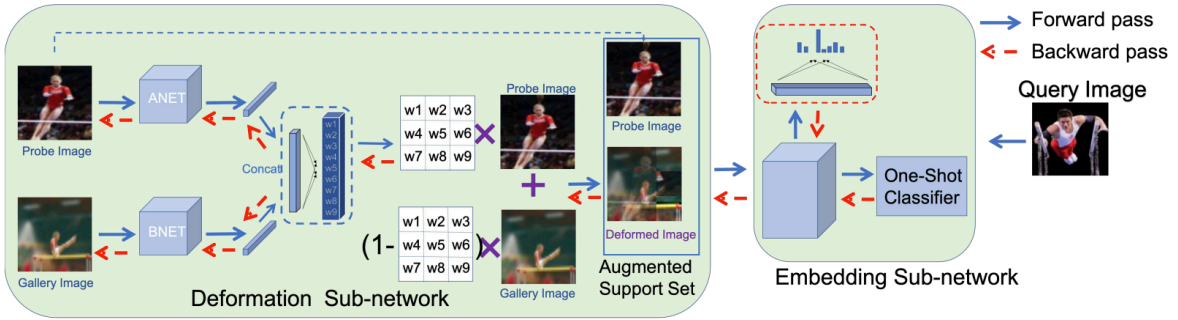 Probe Image
ANET
Gallery Image
BNET
Concat
w1
w2
w3
w4
w5
w6
w7
w8
w9
w1 w2 w3
w4 w5 w6
w7 w8 w9
×
Probe Image
+
(1-
w1 w2 w3
w4 w5 w6
w7 w8 w9
)
×
Gallery Image
Deformation Sub-network
Probe Image
Deformed Image
Augmented
Support Set
One-Shot
Classifier
Embedding Sub-network
Forward pass
Backward pass
Query Image